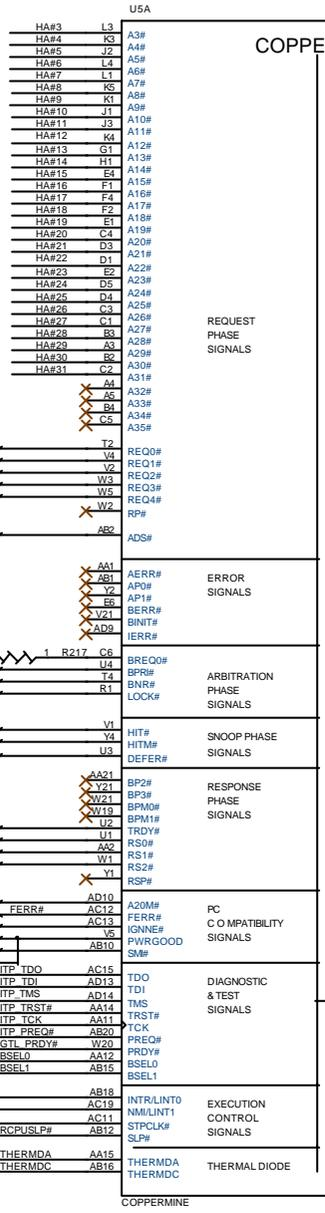 U5A
COPPE
HA#3 L3 A3#
HA#4 K3 A4#
HA#5 J2 A5#
HA#6 L4 A6#
HA#7 L1 A7#
HA#8 K5 A8#
HA#9 K1 A9#
HA#10 J1 A10#
HA#11 J3 A11#
HA#12 K4 A12#
HA#13 G1 A13#
HA#14 H1 A14#
HA#15 E4 A15#
HA#16 F1 A16#
HA#17 F4 A17#
HA#18 F2 A18#
HA#19 E1 A19#
HA#20 C4 A20#
HA#21 D3 A21#
HA#22 D1 A22#
HA#23 E2 A23#
HA#24 D5 A24#
HA#25 D4 A25#
HA#26 C3 A26#
HA#27 C1 A27#
HA#28 B3 A28#
HA#29 A3 A29#
HA#30 B2 A30#
HA#31 C2 A31#
A4 A32#
A5 A33#
B4 A34#
C5 A35#
REQUEST
PHASE
SIGNALS
T2 REQ0#
V4 REQ1#
V2 REQ2#
W3 REQ3#
W5 REQ4#
W2 RP#
AB2 ADS#
AA1 AERR#
AB1 AP0#
Y2 AP1#
E6 BERR#
V21 BINIT#
AD9 IERR#
ERROR
SIGNALS
1 R217 C6 BREQ0#
U4 BPRI#
T4 BNR#
R1 LOCK#
ARBITRATION
PHASE
SIGNALS
V1 HIT#
Y4 HITM#
U3 DEFER#
SNOOP PHASE
SIGNALS
AA21 BP2#
Y21 BP3#
W21 BPM0#
W19 BPM1#
U2 TRDY#
U1 RS0#
AA2 RS1#
W1 RS2#
Y1 RSP#
RESPONSE
PHASE
SIGNALS
AD10 A20M#
FERR# AC12 FERR#
AC13 IGNNE#
V5 PWRGOOD
AB10 SMI#
PC
COMPATIBILITY
SIGNALS
ITP_TDO AC15 TDO
ITP_TDI AD13 TDI
ITP_TMS AD14 TMS
ITP_TRST# AA14 TRST#
ITP_TCK AA11 TCK
ITP_PREQ# AB20 PREQ#
GTL_PRDY# W20 PRDY#
BSEL0 AA12 BSEL0
BSEL1 AB15 BSEL1
DIAGNOSTIC
& TEST
SIGNALS
AB18 INTR/LINT0
AC19 NMI/LINT1
AC11 STPCLK#
RCPUSLP# AB12 SLP#
EXECUTION
CONTROL
SIGNALS
THERMDA AA15 THERMDA
THERMDC AB16 THERMDC
THERMAL DIODE
COPPERMINE